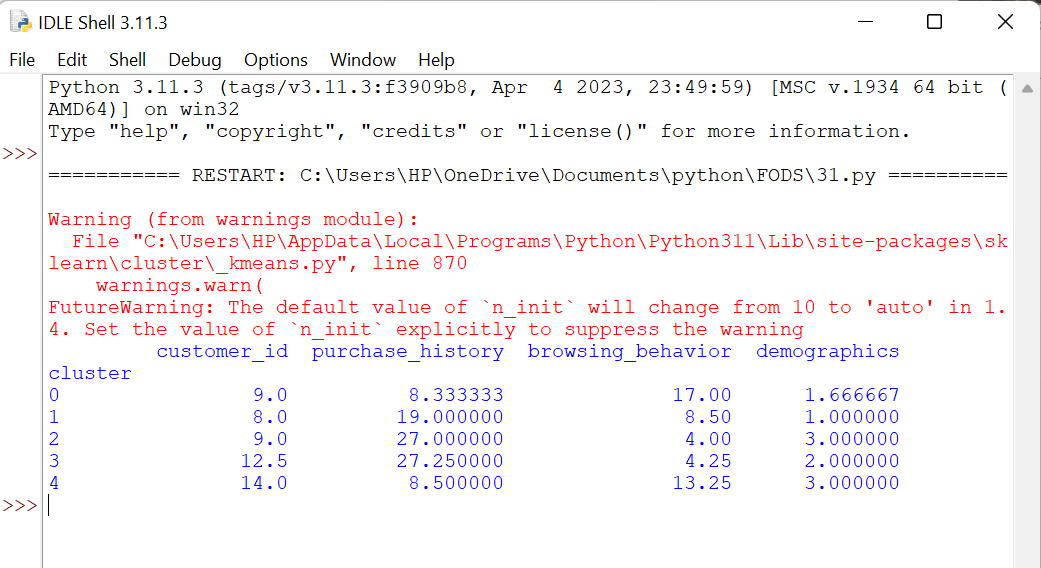 IDLE Shell 3.11.3
File Edit Shell Debug Options Window Help
Python 3.11.3 (tags/v3.11.3:f3909b8, Apr  4 2023, 23:49:59) [MSC v.1934 64 bit (
AMD64)] on win32
Type "help", "copyright", "credits" or "license()" for more information.
>>>
=========== RESTART: C:\Users\HP\OneDrive\Documents\python\FODS\31.py ==========
Warning (from warnings module):
  File "C:\Users\HP\AppData\Local\Programs\Python\Python311\Lib\site-packages\sk
learn\cluster\_kmeans.py", line 870
    warnings.warn(
FutureWarning: The default value of `n_init` will change from 10 to 'auto' in 1.
4. Set the value of `n_init` explicitly to suppress the warning
         customer_id  purchase_history  browsing_behavior  demographics
cluster
0                9.0          8.333333              17.00      1.666667
1                8.0         19.000000               8.50      1.000000
2                9.0         27.000000               4.00      3.000000
3               12.5         27.250000               4.25      2.000000
4               14.0          8.500000              13.25      3.000000
>>>